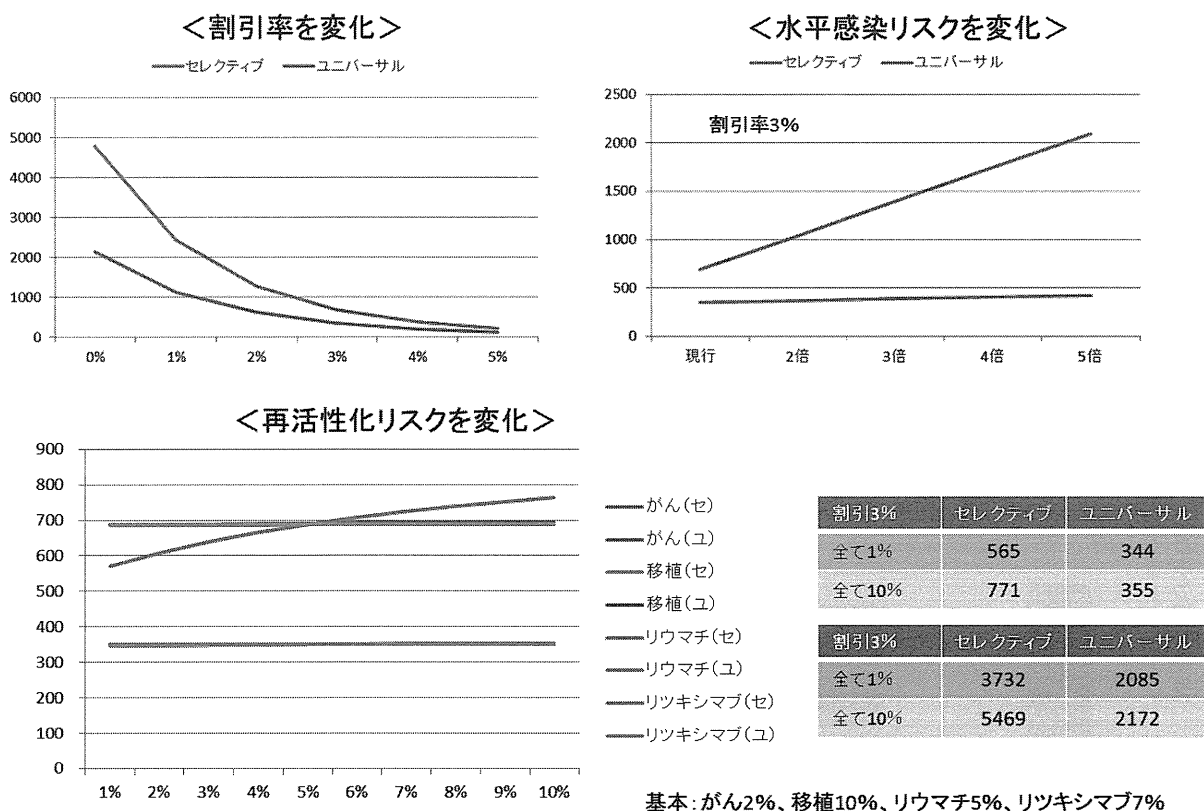 ＜割引率を変化＞
セレクティブ ユニバーサル
6000
5000
4000
3000
2000
1000
0
0% 1% 2% 3% 4% 5%
＜水平感染リスクを変化＞
セレクティブ ユニバーサル
割引率3%
2500
2000
1500
1000
500
0
現行 2倍 3倍 4倍 5倍
＜再活性化リスクを変化＞
900
800
700
600
500
400
300
200
100
0
1% 2% 3% 4% 5% 6% 7% 8% 9% 10%
がん(セ)
がん(ユ)
移植(セ)
移植(ユ)
リウマチ(セ)
リウマチ(ユ)
リツキシマブ(セ)
リツキシマブ(ユ)
割引3% セレクティブ ユニバーサル
全て1% 565 344
全て10% 771 355
割引3% セレクティブ ユニバーサル
全て1% 3732 2085
全て10% 5469 2172
基本：がん2%、移植10%、リウマチ5%、リツキシマブ7%